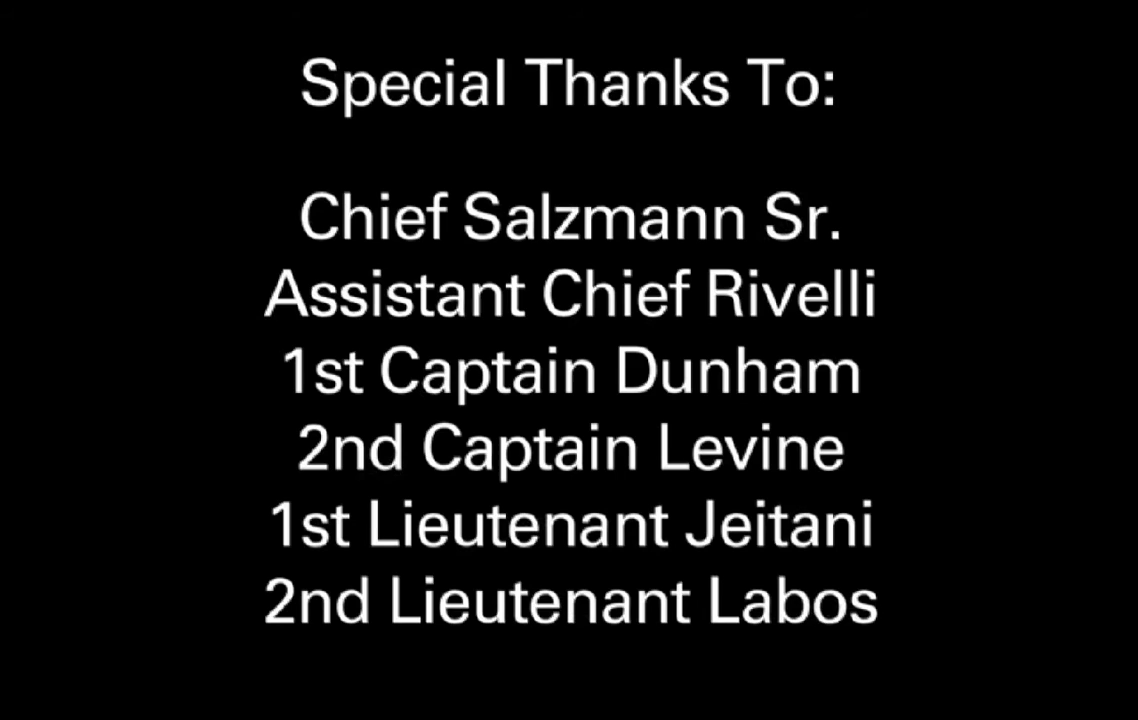 Special Thanks To:
Chief Salzmann Sr.
Assistant Chief Rivelli
1st Captain Dunham
2nd Captain Levine
1st Lieutenant Jeitani
2nd Lieutenant Labos